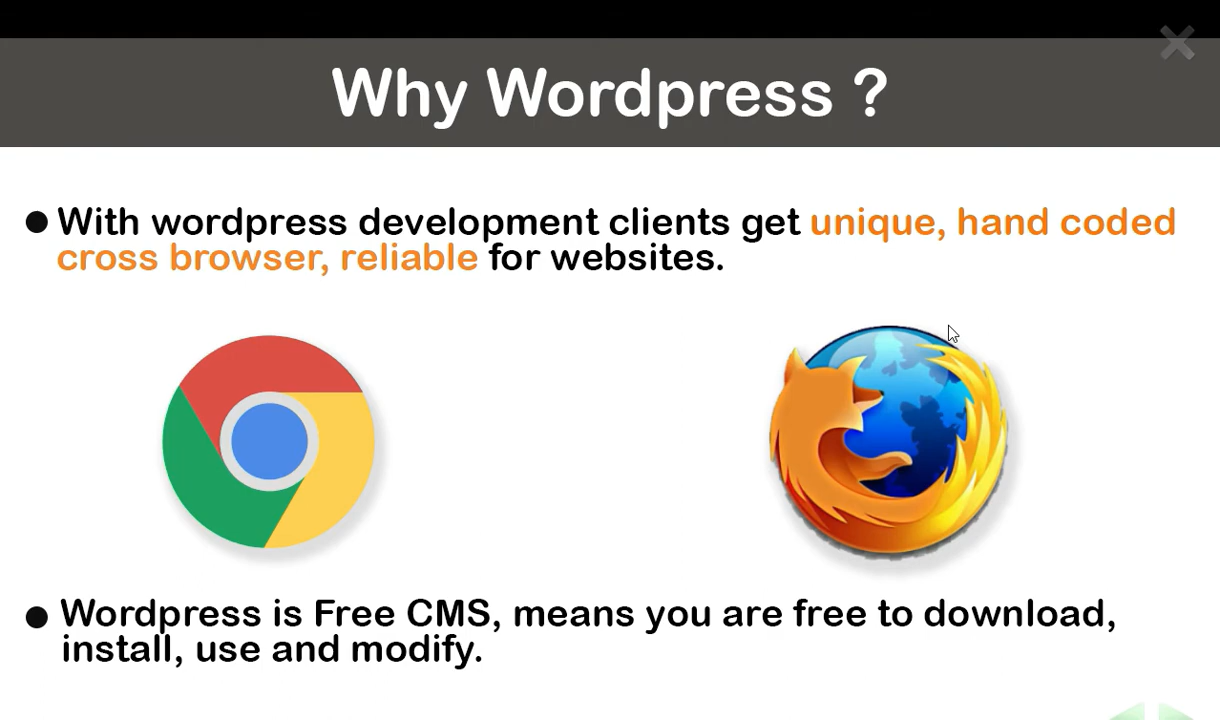 Why Wordpress ?
With wordpress development clients get unique, hand coded
cross browser, reliable for websites.
Wordpress is Free CMS, means you are free to download,
install, use and modify.